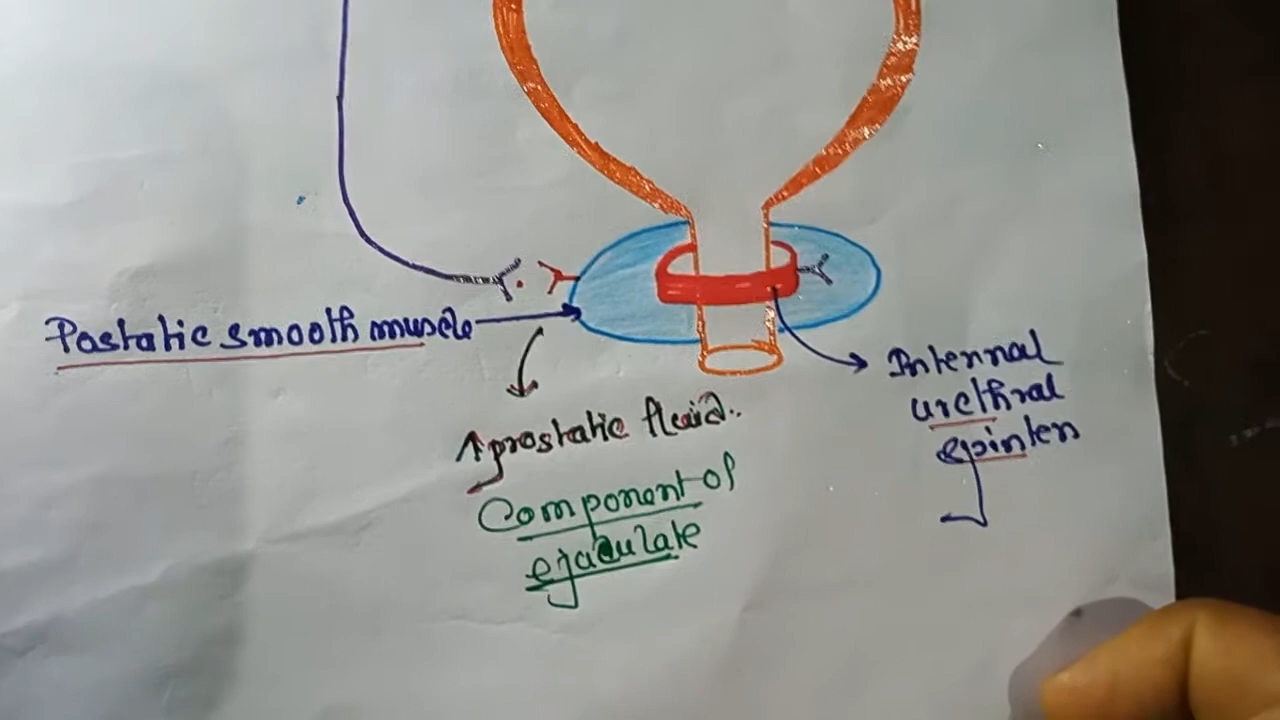 Postatic smooth muscle
↑ prostatic fluid..
Component of
ejaculate
Internal
urethral
spinter